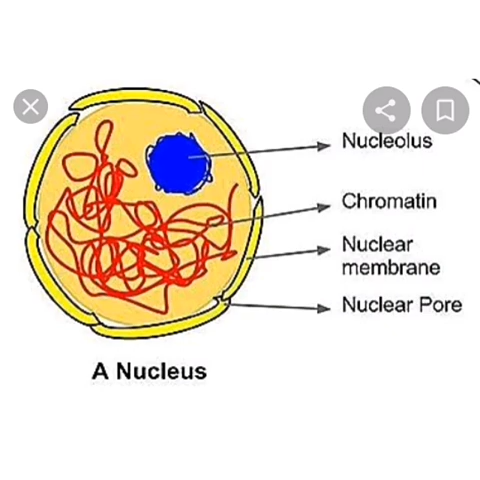 Nucleolus
Chromatin
Nuclear
membrane
Nuclear Pore
A Nucleus